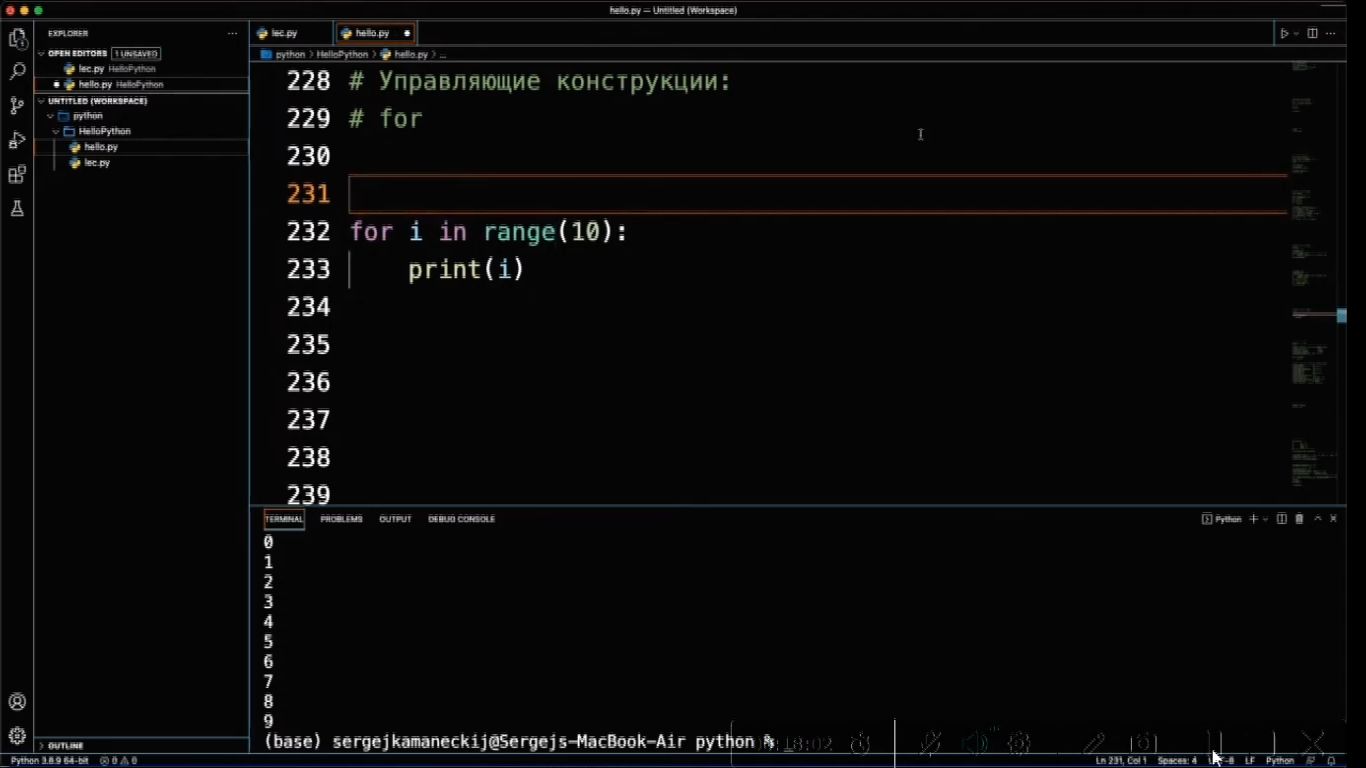 hello.py — Untitled (Workspace)
EXPLORER
OPEN EDITORS 1 UNSAVED
lec.py HelloPython
hello.py HelloPython
UNTITLED (WORKSPACE)
python
HelloPython
hello.py
lec.py
OUTLINE
lec.py
hello.py
python > HelloPython > hello.py > ...
228 # Управляющие конструкции:
229 # for
230
231
232 for i in range(10):
233 print(i)
234
235
236
237
238
239
TERMINAL PROBLEMS OUTPUT DEBUG CONSOLE
Python
0
1
2
3
4
5
6
7
8
9
(base) sergejkamaneckij@Sergejs-MacBook-Air python %
Python 3.8.9 64-bit 0 0
Ln 231, Col 1 Spaces: 4 UTF-8 LF Python